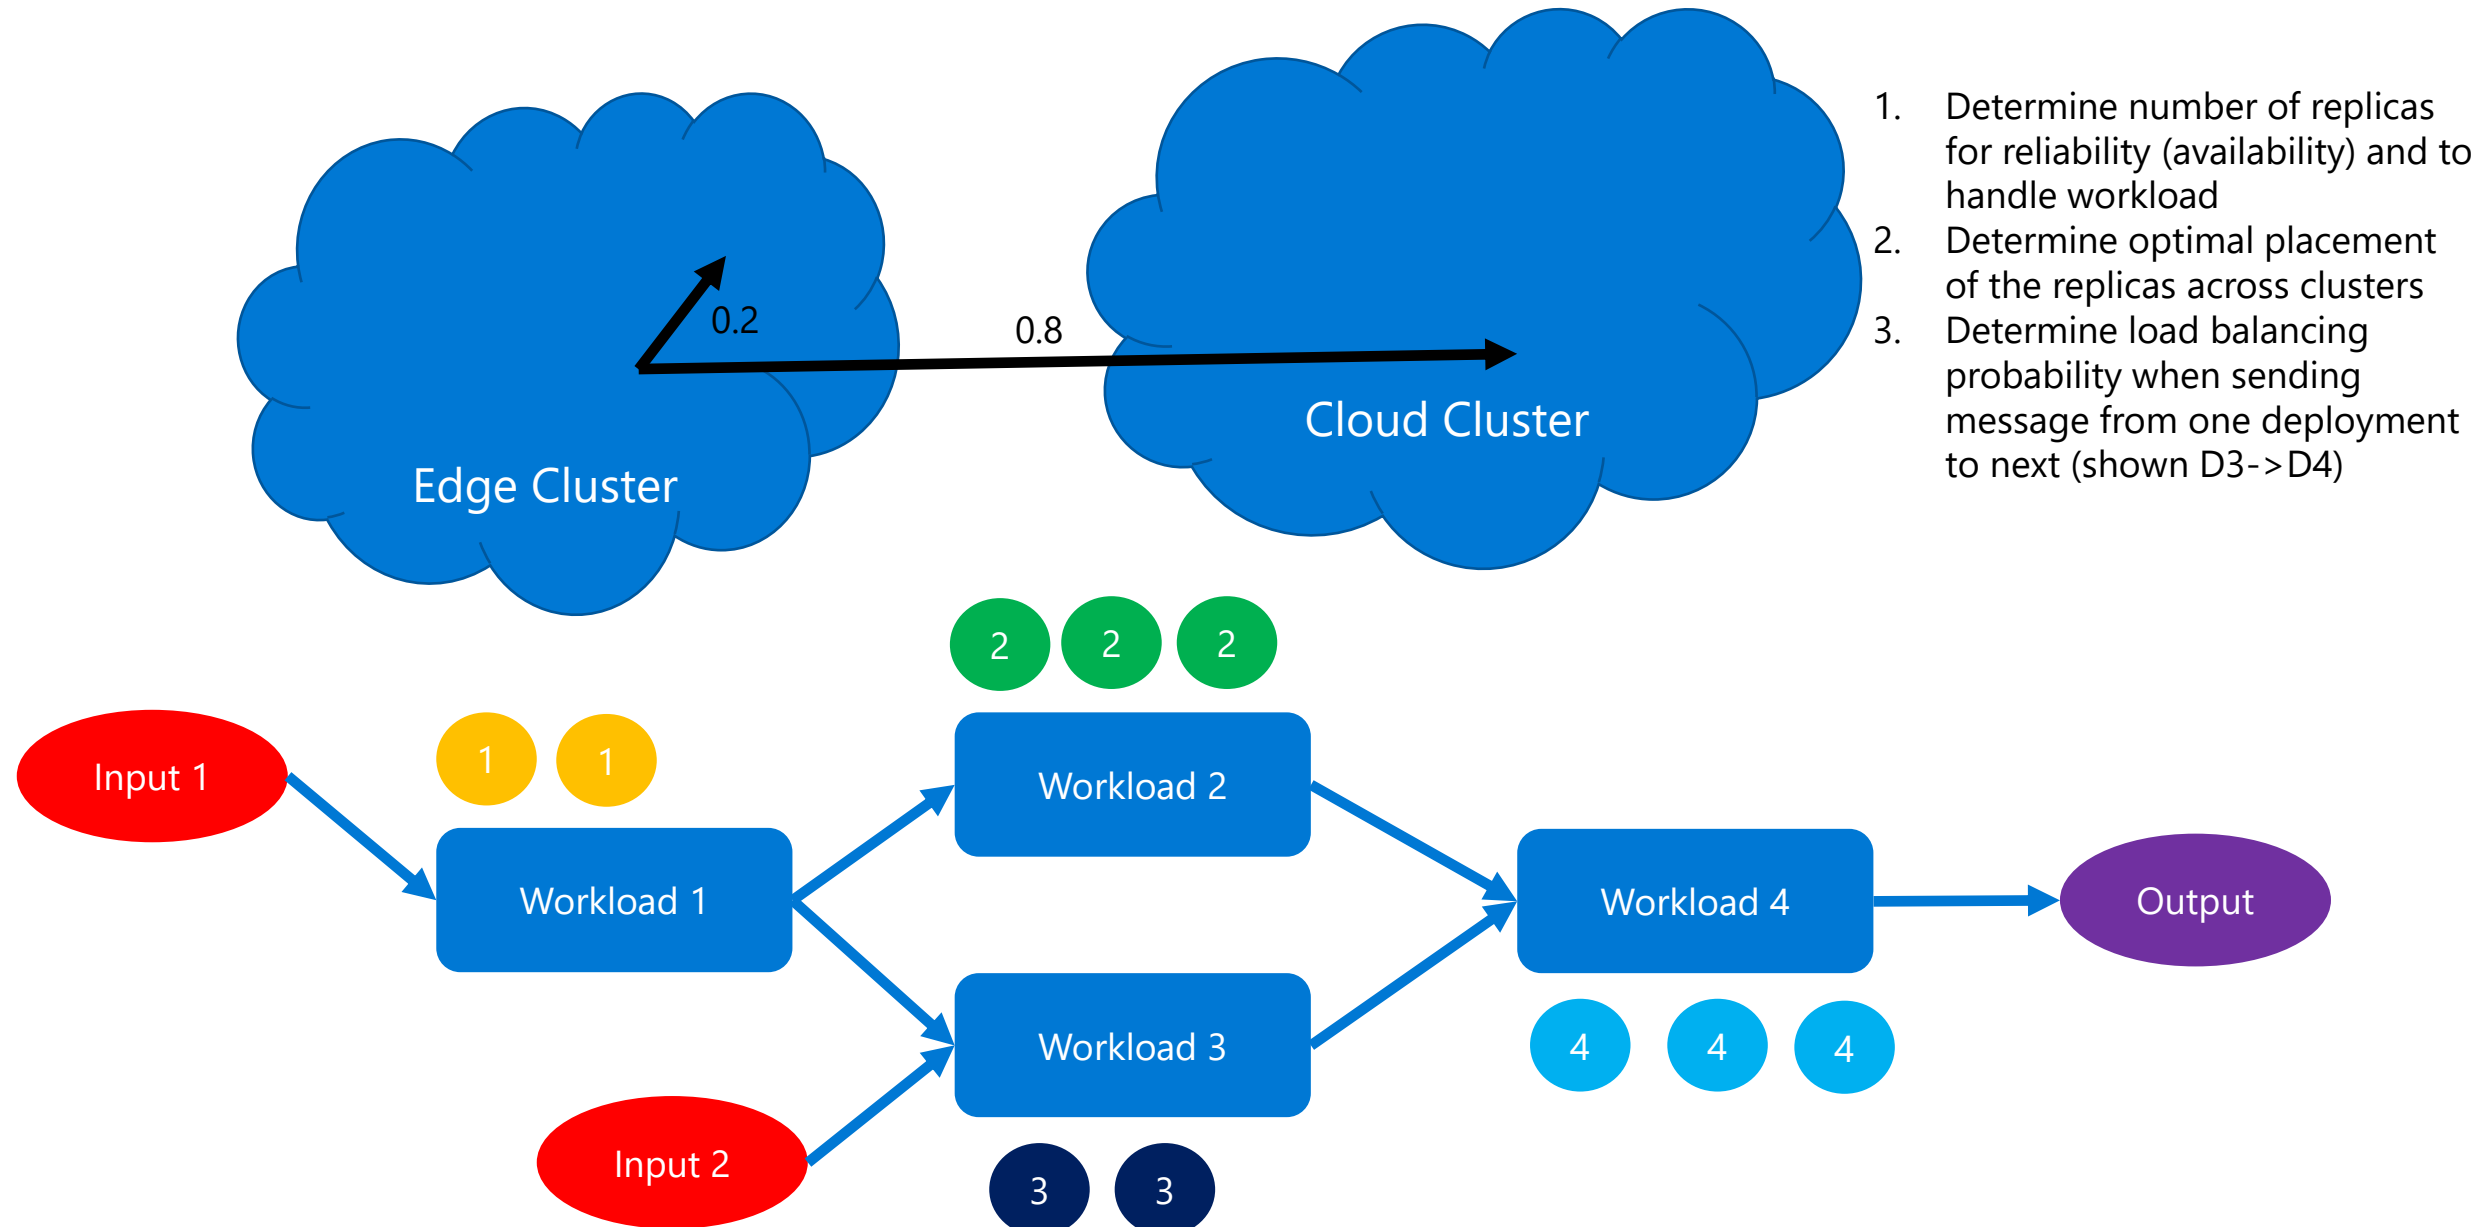 1. Determine number of replicas
for reliability (availability) and to
handle workload
2. Determine optimal placement
of the replicas across clusters
3. Determine load balancing
probability when sending
message from one deployment
to next (shown D3->D4)
0.2
0.8
Cloud Cluster
Edge Cluster
2 2 2
1 1
Input 1
Workload 2
Workload 1
Workload 4
Output
Workload 3
4 4 4
Input 2
3 3